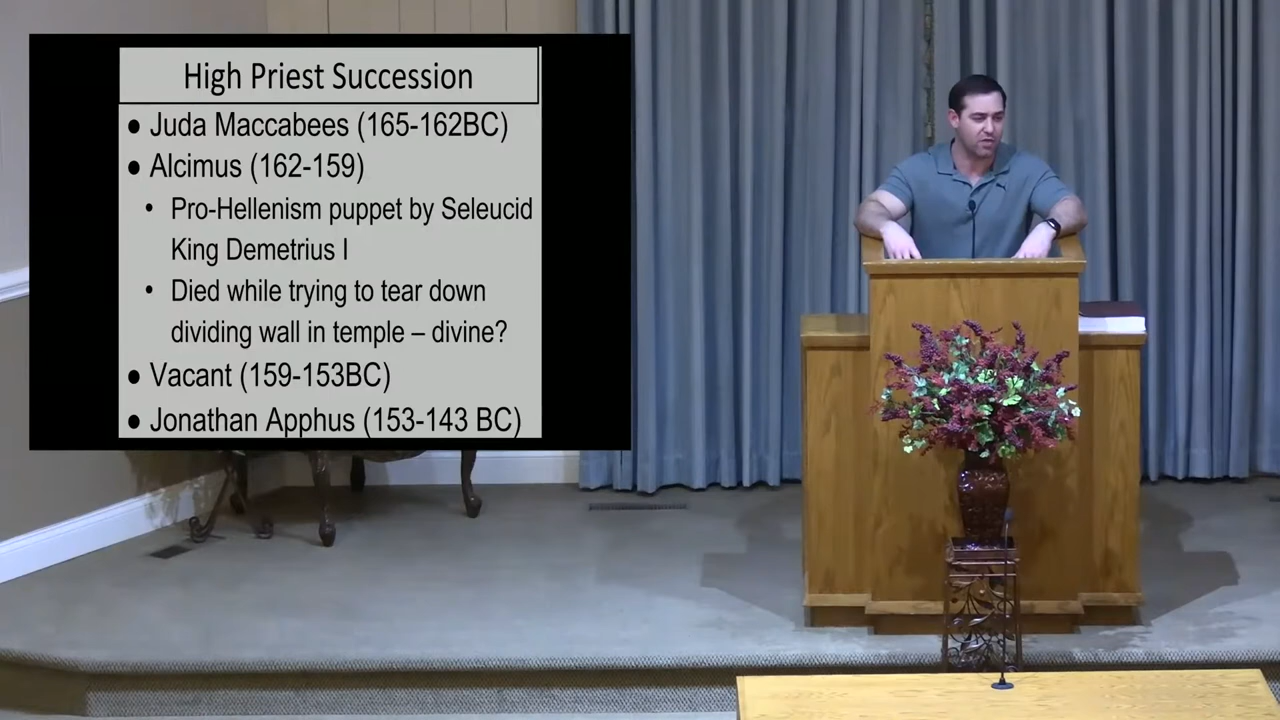 High Priest Succession
● Juda Maccabees (165-162BC)
● Alcimus (162-159)
• Pro-Hellenism puppet by Seleucid
King Demetrius I
• Died while trying to tear down
dividing wall in temple – divine?
● Vacant (159-153BC)
● Jonathan Apphus (153-143 BC)